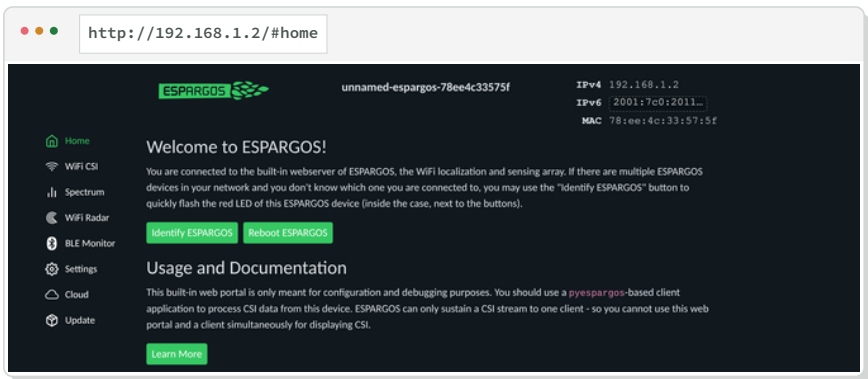 http://192.168.1.2/#home
ESPARGOS
unnamed-espargos-78ee4c33575f
IPv4 192.168.1.2
IPv6 2001:7c0:2011…
MAC 78:ee:4c:33:57:5f
Home
WiFi CSI
Spectrum
WiFi Radar
BLE Monitor
Settings
Cloud
Update
Welcome to ESPARGOS!
You are connected to the built-in webserver of ESPARGOS, the WiFi localization and sensing array. If there are multiple ESPARGOS
devices in your network and you don't know which one you are connected to, you may use the "Identify ESPARGOS" button to
quickly flash the red LED of this ESPARGOS device (inside the case, next to the buttons).
Identify ESPARGOS Reboot ESPARGOS
Usage and Documentation
This built-in web portal is only meant for configuration and debugging purposes. You should use a pyespargos-based client
application to process CSI data from this device. ESPARGOS can only sustain a CSI stream to one client - so you cannot use this web
portal and a client simultaneously for displaying CSI.
Learn More